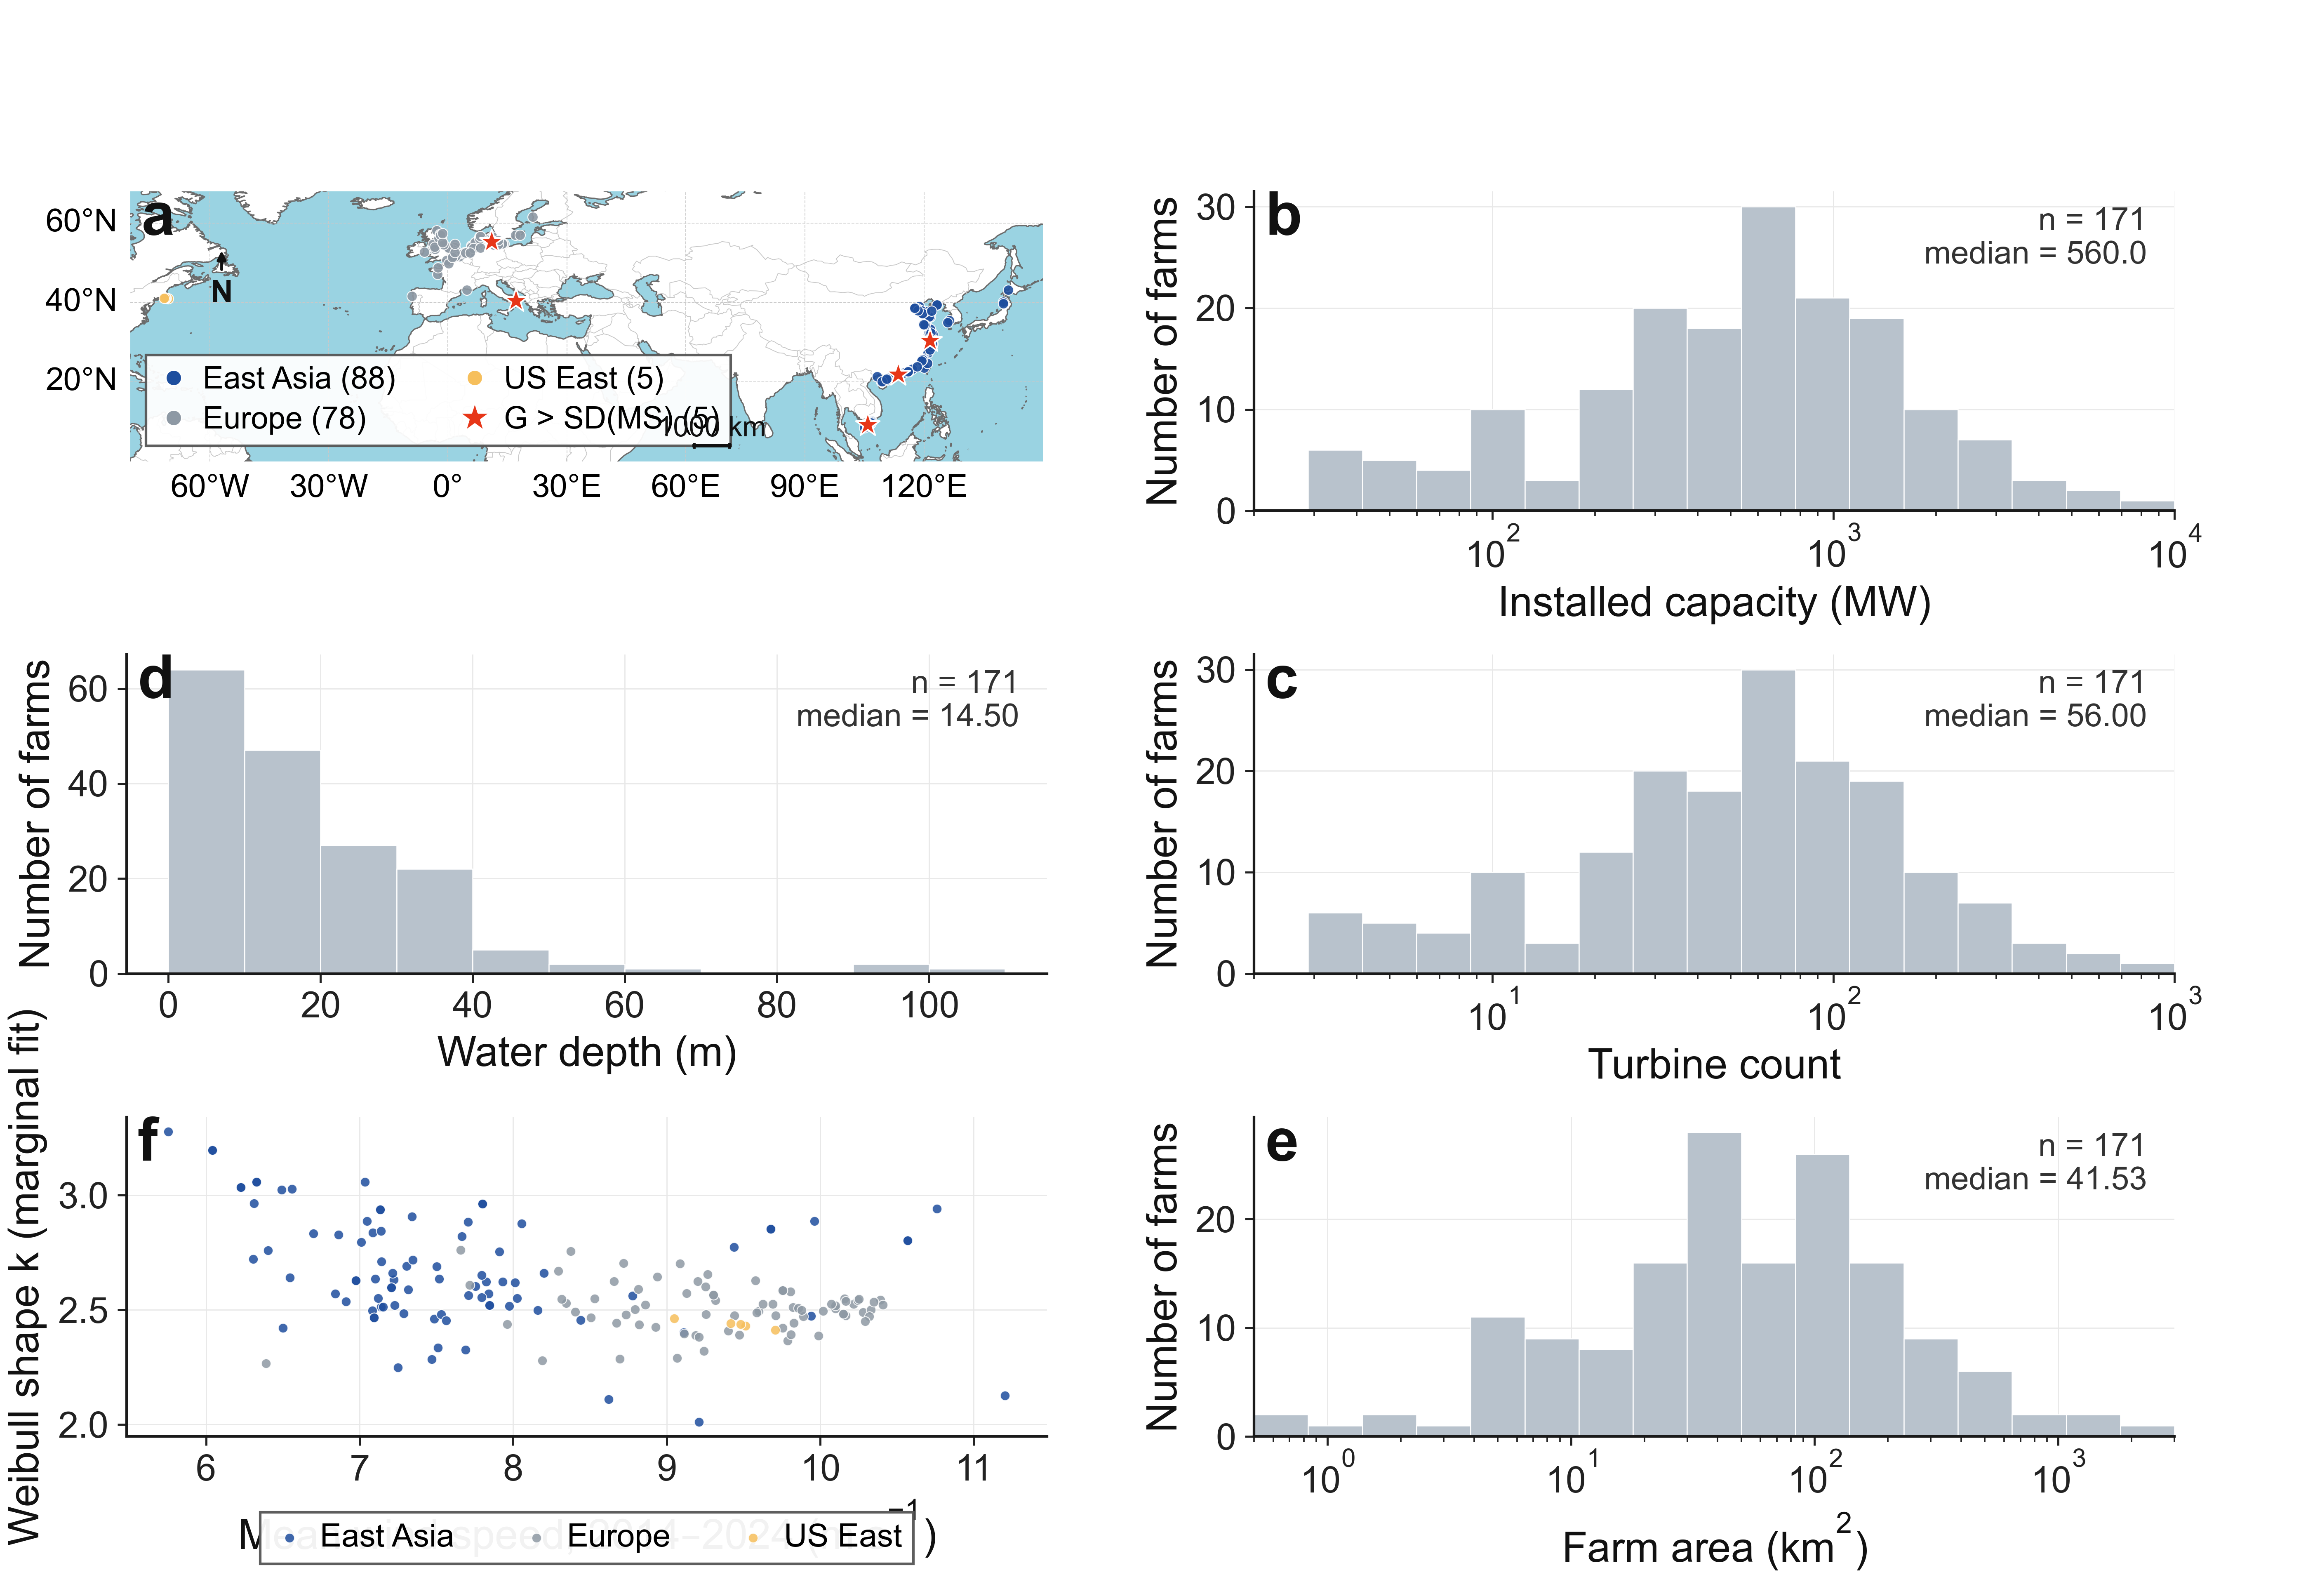 a
60°N
40°N
20°N
N
East Asia (88)
US East (5)
Europe (78)
G > SD(MS) (5)
1000 km
60°W
30°W
0°
30°E
60°E
90°E
120°E
b
Number of farms
30
20
10
0
n = 171
median = 560.0
10^2
10^3
10^4
Installed capacity (MW)
d
Number of farms
60
40
20
0
n = 171
median = 14.50
0
20
40
60
80
100
Water depth (m)
c
Number of farms
30
20
10
0
n = 171
median = 56.00
10^1
10^2
10^3
Turbine count
f
Weibull shape k (marginal fit)
3.0
2.5
2.0
6
7
8
9
10
11
East Asia
Europe
US East
e
Number of farms
20
10
0
n = 171
median = 41.53
10^0
10^1
10^2
10^3
Farm area (km^2)